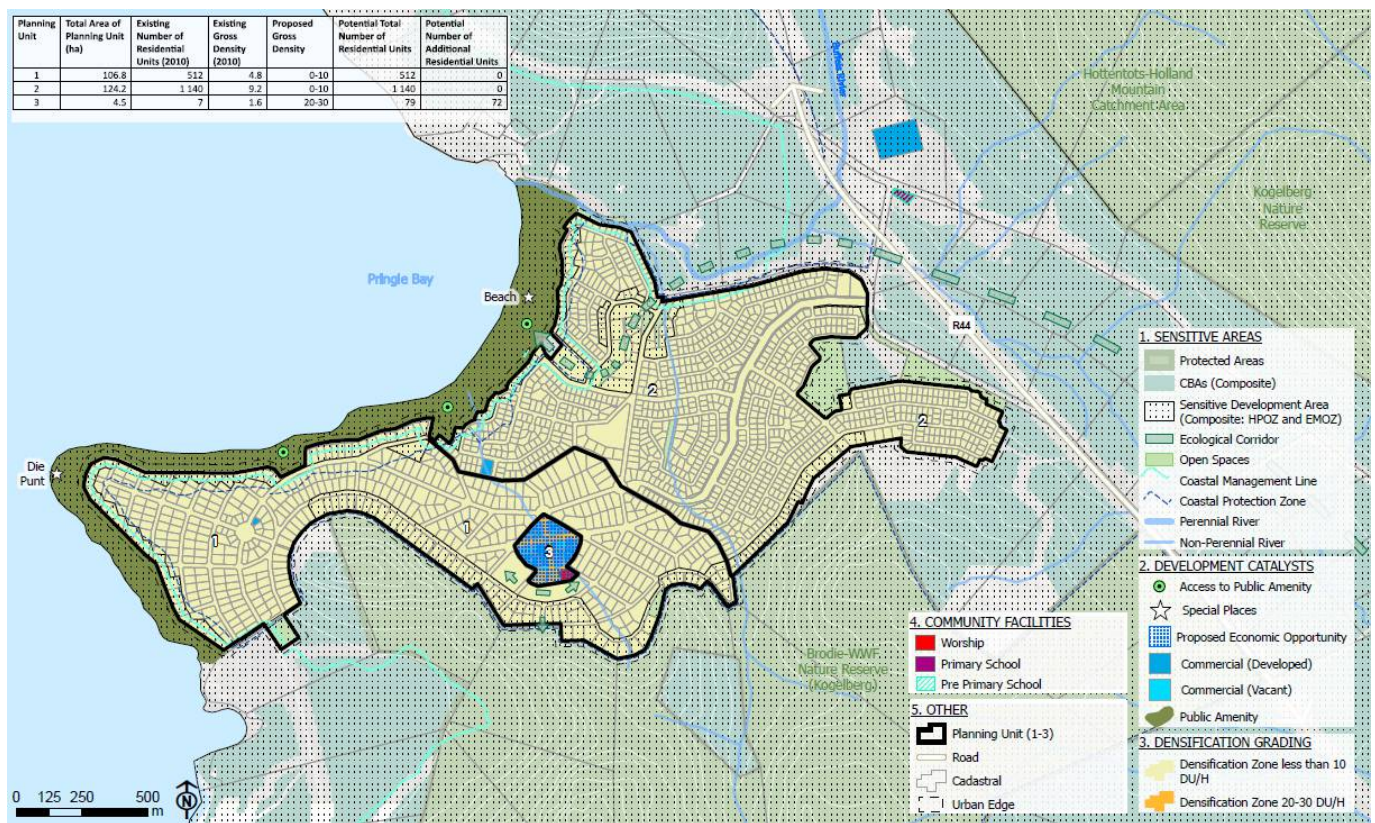 Planning Unit | Total Area of Planning Unit (ha) | Existing Number of Residential Units (2010) | Existing Gross Density (2010) | Proposed Gross Density | Potential Total Number of Residential Units | Potential Number of Additional Residential Units
1 | 106.8 | 512 | 4.8 | 0-10 | 512 | 0
2 | 124.2 | 1 140 | 9.2 | 0-10 | 1 140 | 0
3 | 4.5 | 7 | 1.6 | 20-30 | 79 | 72
Hottentots-Holland
Mountain
Catchment Area
Kogelberg
Nature
Reserve
Pringle Bay
Beach
R44
2
2
Die
Punt
1
1
3
Brodie-WWF
Nature Reserve
(Kogelberg)
1. SENSITIVE AREAS
Protected Areas
CBAs (Composite)
Sensitive Development Area
(Composite: HPOZ and EMOZ)
Ecological Corridor
Open Spaces
Coastal Management Line
Coastal Protection Zone
Perennial River
Non-Perennial River
2. DEVELOPMENT CATALYSTS
Access to Public Amenity
Special Places
Proposed Economic Opportunity
Commercial (Developed)
Commercial (Vacant)
Public Amenity
3. DENSIFICATION GRADING
Densification Zone less than 10
DU/H
Densification Zone 20-30 DU/H
4. COMMUNITY FACILITIES
Worship
Primary School
Pre Primary School
5. OTHER
Planning Unit (1-3)
Road
Cadastral
Urban Edge
0 125 250 500
m
N